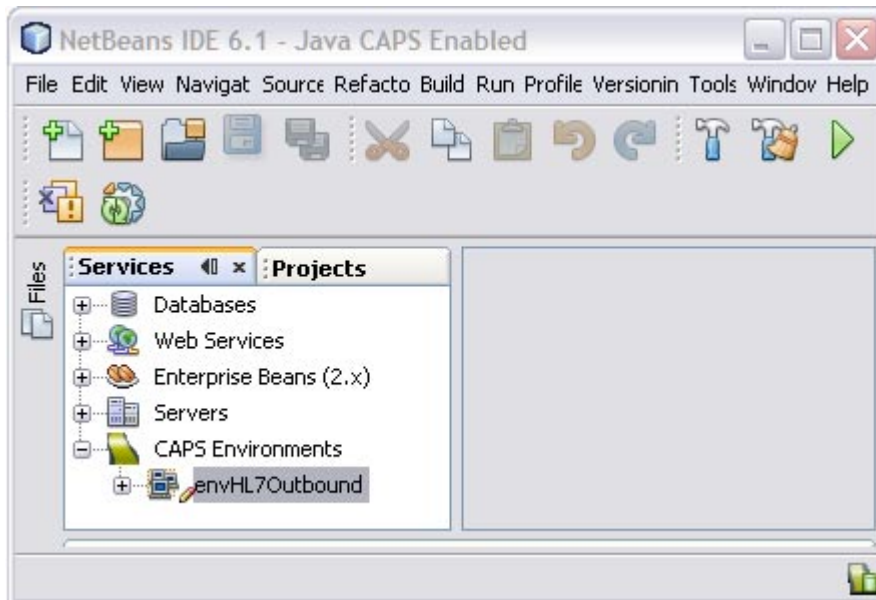 NetBeans IDE 6.1 - Java CAPS Enabled
File Edit View Navigat Source Refacto Build Run Profile Versionin Tools Window Help
Files
Services Projects
Databases
Web Services
Enterprise Beans (2.x)
Servers
CAPS Environments
envHL7Outbound